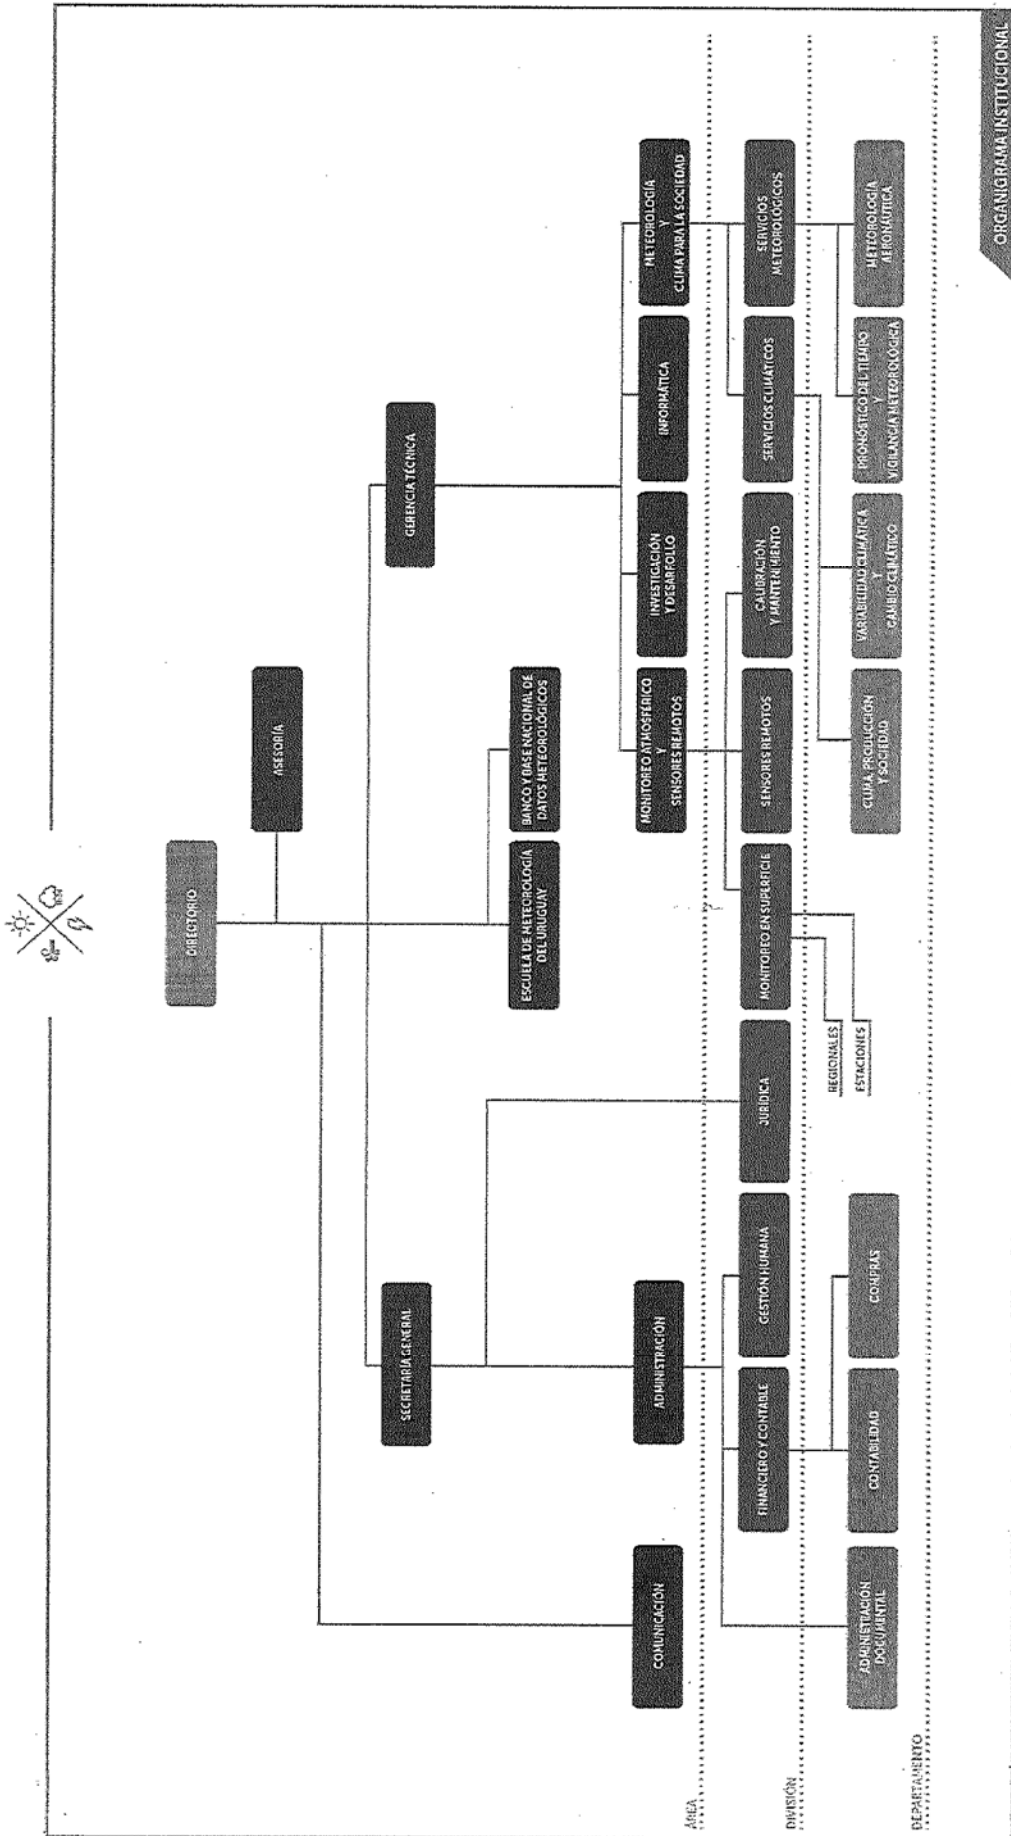 DIRECTORIO
ASESORÍA
SECRETARÍA GENERAL
GERENCIA TÉCNICA
ESCUELA DE METEOROLOGÍA
DEL URUGUAY
BANCO Y BASE NACIONAL DE
DATOS METEOROLÓGICOS
COMUNICACIÓN
ADMINISTRACIÓN
MONITOREO ATMOSFÉRICO
Y
SENSORES REMOTOS
INVESTIGACIÓN
Y DESARROLLO
INFORMÁTICA
METEOROLOGÍA
Y
CLIMA PARA LA SOCIEDAD
ÁREA
FINANCIERO Y CONTABLE
GESTIÓN HUMANA
JURÍDICA
MONITOREO EN SUPERFICIE
SENSORES REMOTOS
CALIBRACIÓN
Y MANTENIMIENTO
SERVICIOS CLIMÁTICOS
SERVICIOS
METEOROLÓGICOS
DIVISIÓN
REGIONALES
ESTACIONES
ADMINISTRACIÓN
DOCUMENTAL
CONTABILIDAD
COMPRAS
CLIMA, PRODUCCIÓN
Y SOCIEDAD
VARIABILIDAD CLIMÁTICA
Y
CAMBIO CLIMÁTICO
PRONÓSTICO DEL TIEMPO
Y
VIGILANCIA METEOROLÓGICA
METEOROLOGÍA
AERONÁUTICA
DEPARTAMENTO
ORGANIGRAMA INSTITUCIONAL